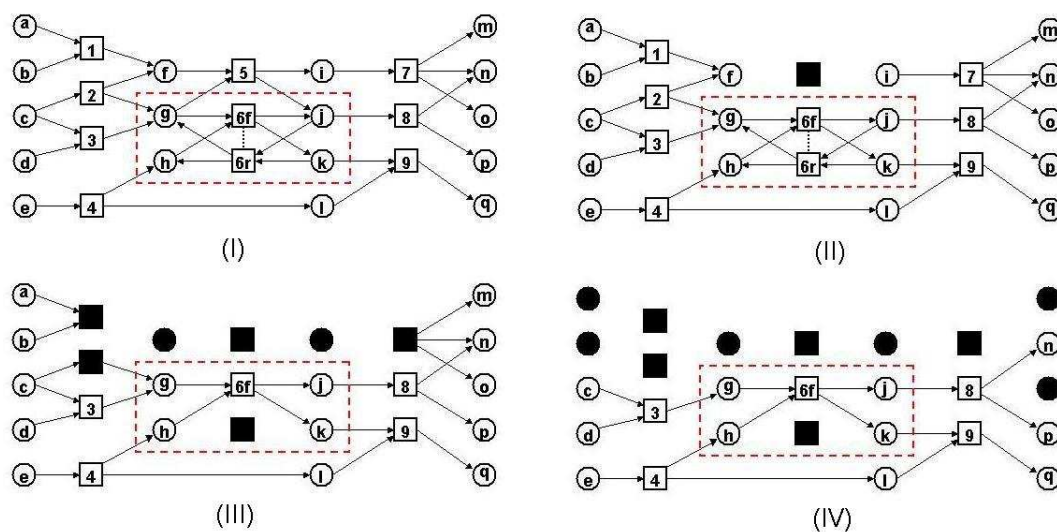 a m
1
b f 5 i 7 n
2
c g 6f j 8 o
3
d h 6r k 9 p
e 4 l q
(I)
a m
1
b f i 7 n
2
c g 6f j 8 o
3
d h 6r k 9 p
e 4 l q
(II)
a m
b n
c g 6f j 8 o
3
d h k 9 p
e 4 l q
(III)
n
c g 6f j 8
3
d h k 9 p
e 4 l q
(IV)